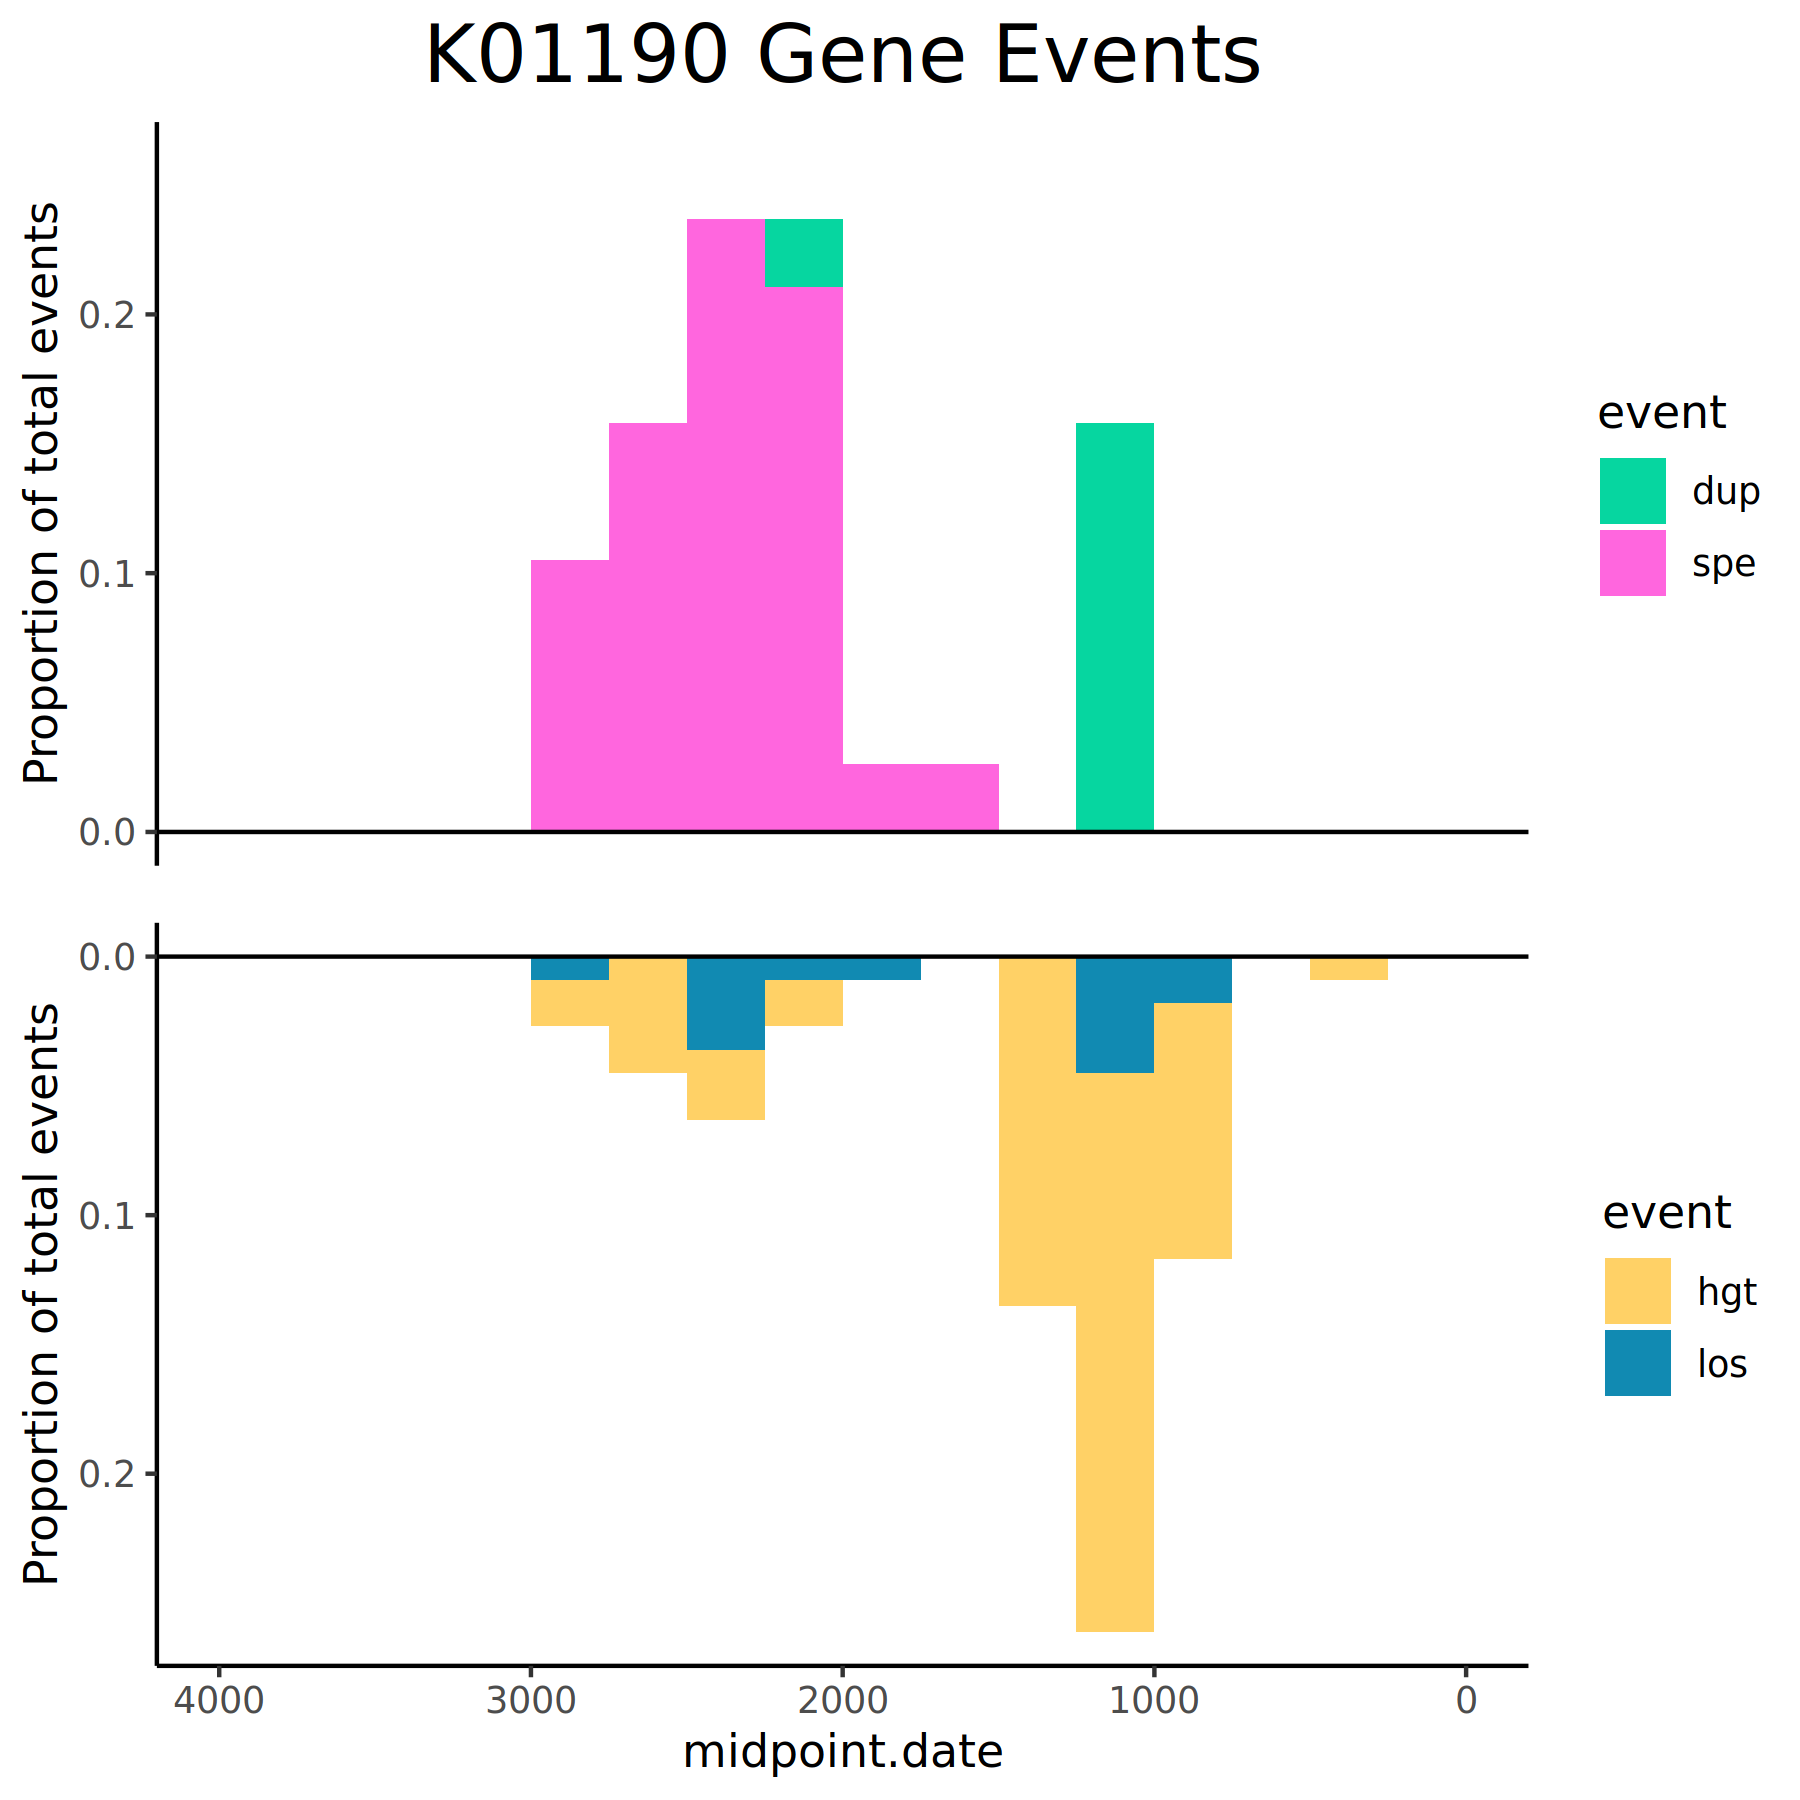 K01190 Gene Events
Proportion of total events
0.2
0.1
0.0
event
dup
spe
Proportion of total events
0.0
0.1
0.2
event
hgt
los
4000 3000 2000 1000 0
midpoint.date